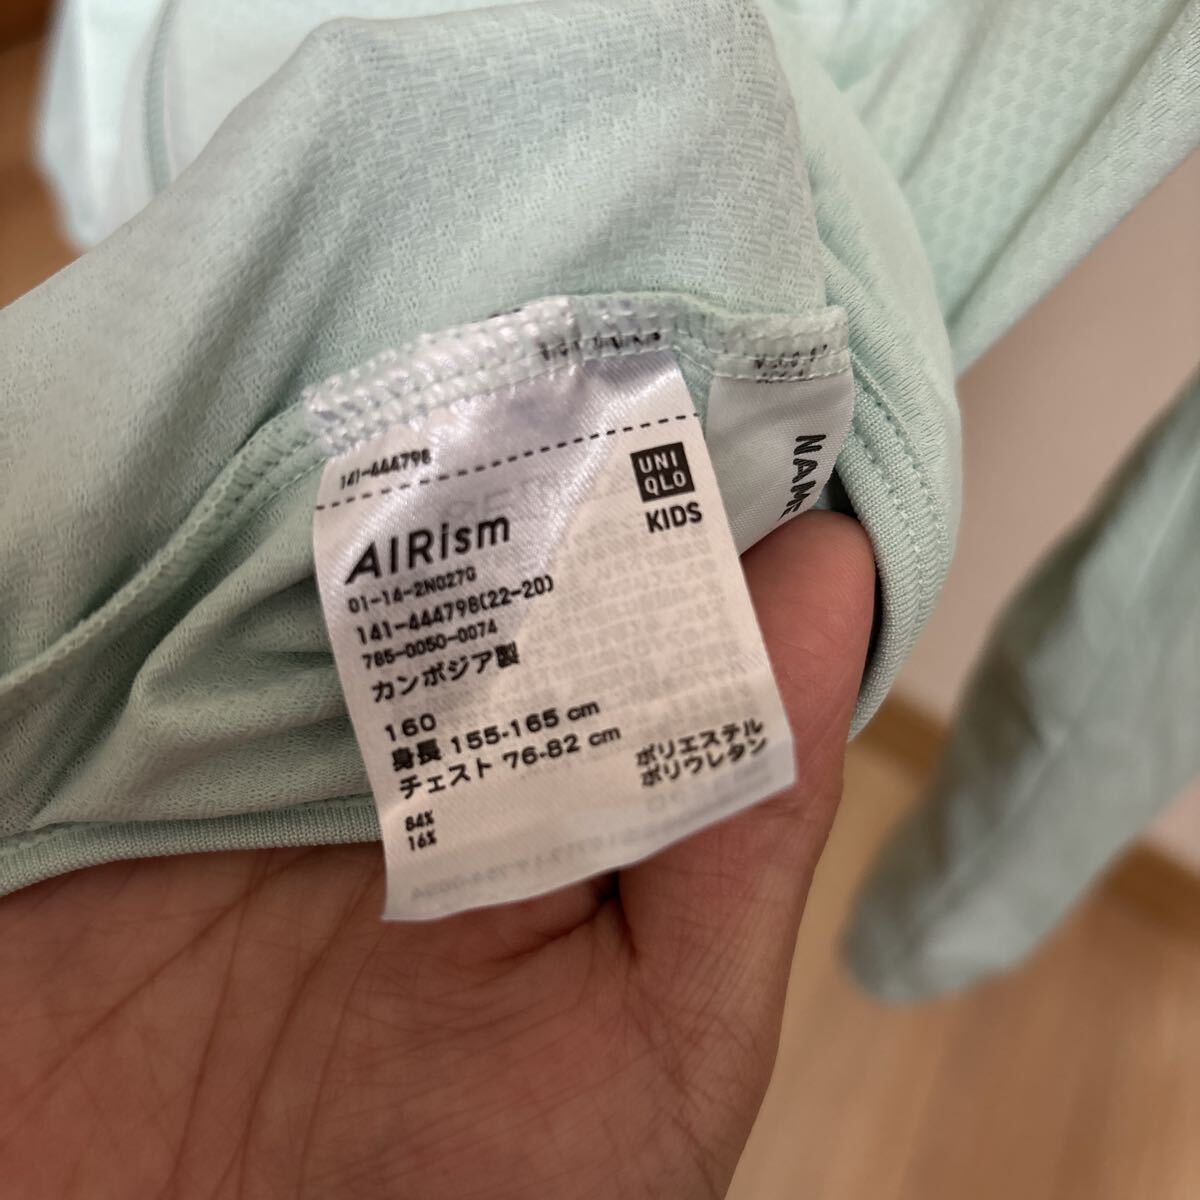 141-444798
UNI
QLO
KIDS
AIRism
01-14-2N027G
141-444798(22-20)
785-0050-0074
カンボジア製
160
身長 155-165 cm
チェスト 76-82 cm
ポリエステル
ポリウレタン
84%
16%
NAME